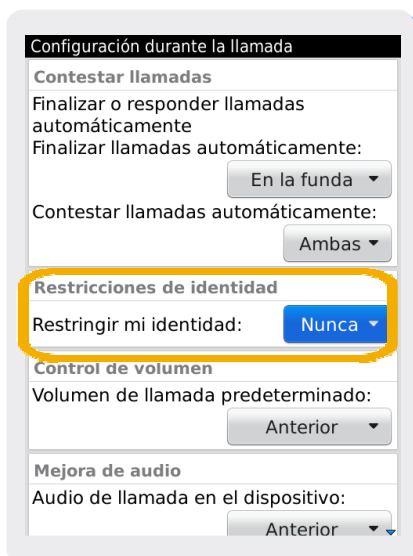 Configuración durante la llamada
Contestar llamadas
Finalizar o responder llamadas
automáticamente
Finalizar llamadas automáticamente:
En la funda
Contestar llamadas automáticamente:
Ambas
Restricciones de identidad
Restringir mi identidad:
Nunca
Control de volumen
Volumen de llamada predeterminado:
Anterior
Mejora de audio
Audio de llamada en el dispositivo:
Anterior